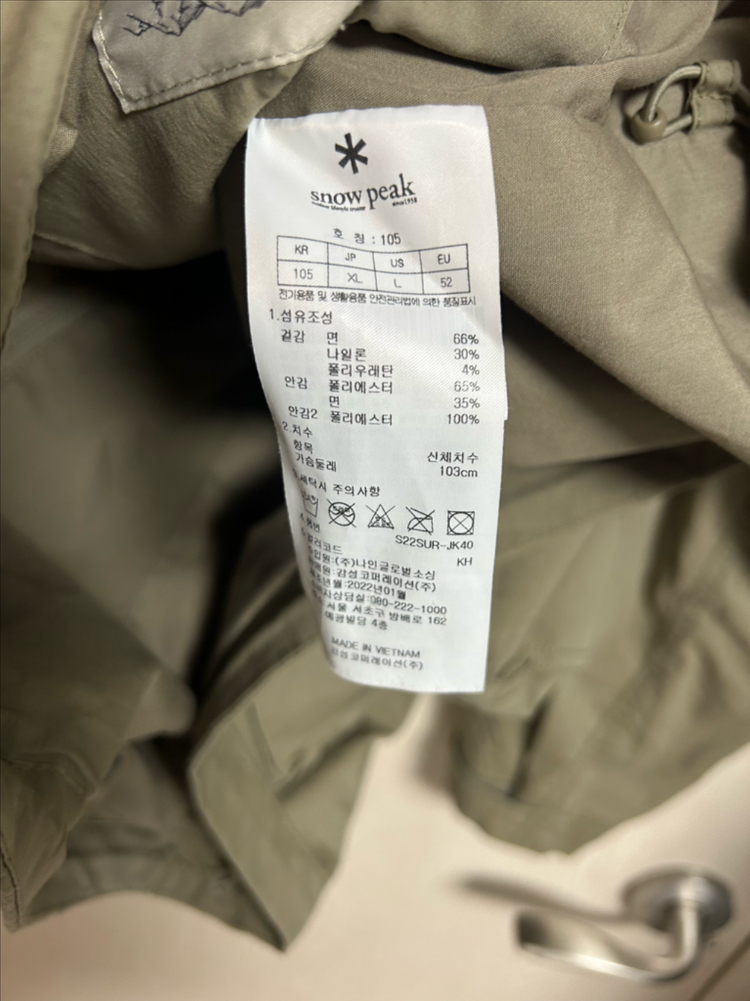 snow peak
호 칭 : 105
KR JP US EU
105 XL L 52
전기용품 및 생활용품 안전관리법에 의한 품질표시
1.섬유조성
겉감 면 66%
나일론 30%
폴리우레탄 4%
안감 폴리에스터 65%
면 35%
안감2 폴리에스터 100%
2.치수
항목 신체치수
가슴둘레 103cm
세탁시 주의사항
S22SUR-JK40
KH
(주)나인글로벌소싱
감성코퍼레이션(주)
2022년01월
080-222-1000
서울 서초구 방배로 162
4층
MADE IN VIETNAM
감성코퍼레이션(주)